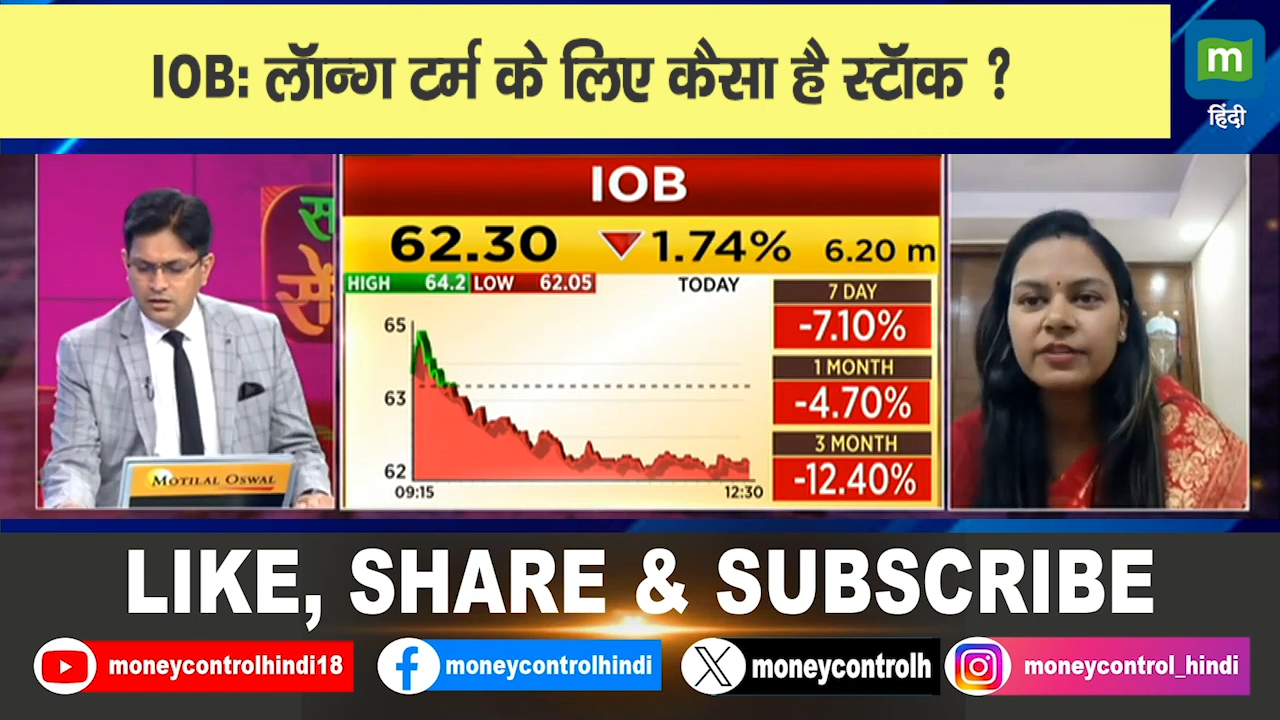 IOB: लॉन्ग टर्म के लिए कैसा है स्टॉक ?
m
हिंदी
IOB
62.30 ▼ 1.74% 6.20 m
HIGH 64.2 LOW 62.05 TODAY
65
63
62
09:15 12:30
7 DAY
-7.10%
1 MONTH
-4.70%
3 MONTH
-12.40%
MOTILAL OSWAL
LIKE, SHARE & SUBSCRIBE
moneycontrolhindi18 moneycontrolhindi moneycontrolh moneycontrol_hindi